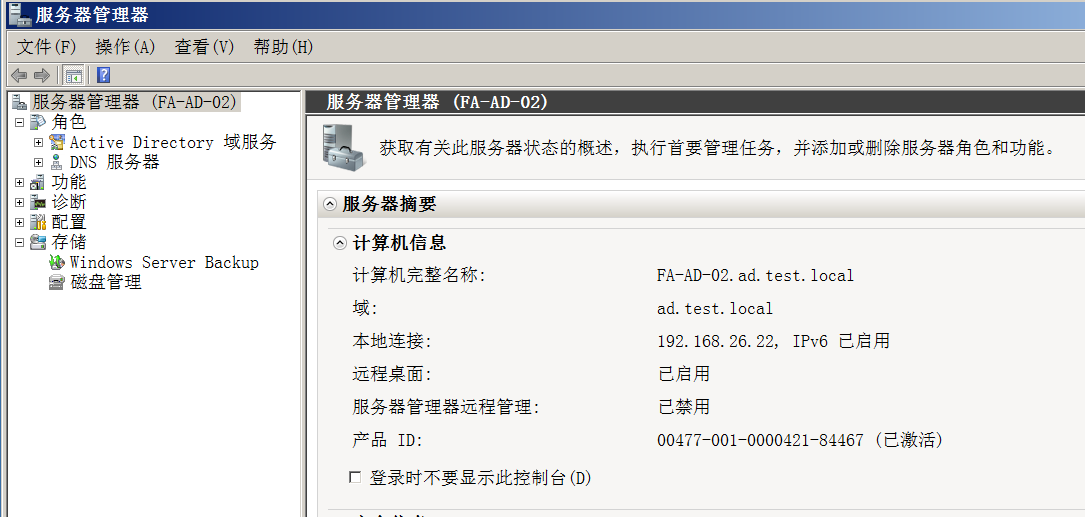 服务器管理器
文件(F) 操作(A) 查看(V) 帮助(H)
服务器管理器 (FA-AD-02)
角色
Active Directory 域服务
DNS 服务器
功能
诊断
配置
存储
Windows Server Backup
磁盘管理
服务器管理器 (FA-AD-02)
获取有关此服务器状态的概述，执行首要管理任务，并添加或删除服务器角色和功能。
服务器摘要
计算机信息
计算机完整名称: FA-AD-02.ad.test.local
域: ad.test.local
本地连接: 192.168.26.22, IPv6 已启用
远程桌面: 已启用
服务器管理器远程管理: 已禁用
产品 ID: 00477-001-0000421-84467 (已激活)
登录时不要显示此控制台(D)